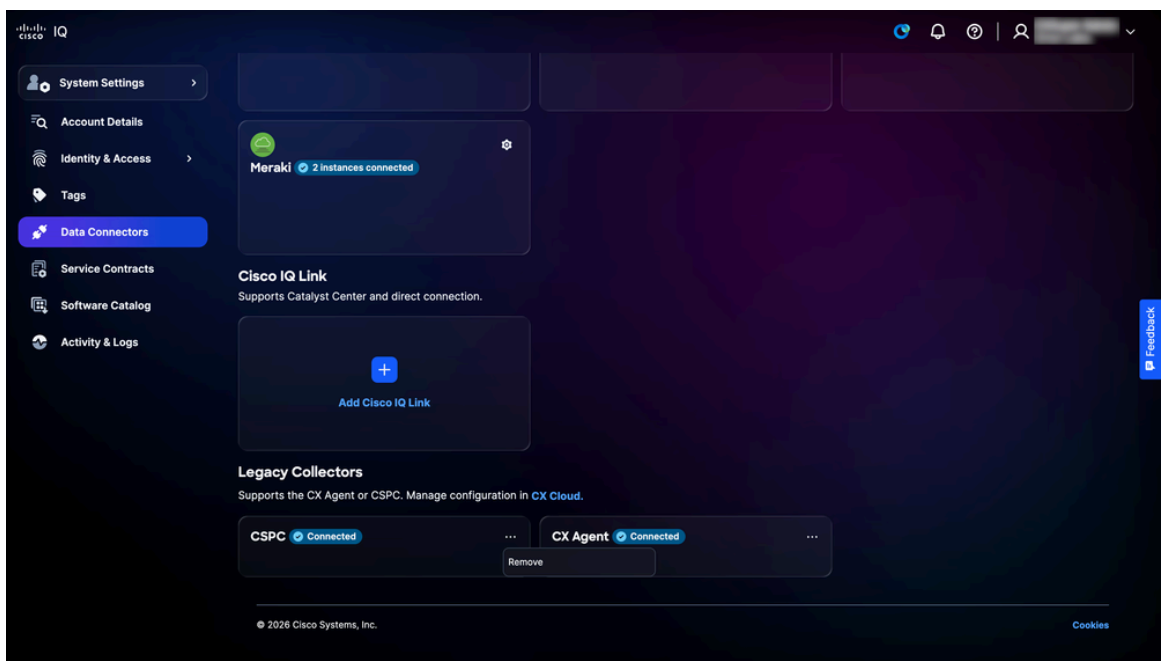 cisco IQ
System Settings
Account Details
Identity & Access
Tags
Data Connectors
Service Contracts
Software Catalog
Activity & Logs
Meraki 2 instances connected
Cisco IQ Link
Supports Catalyst Center and direct connection.
Add Cisco IQ Link
Legacy Collectors
Supports the CX Agent or CSPC. Manage configuration in CX Cloud.
CSPC Connected
CX Agent Connected
Remove
Feedback
© 2026 Cisco Systems, Inc.
Cookies